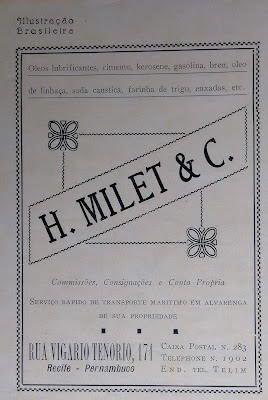 Illustração
Brasileira
Oleos lubrificantes, cimento, kerosene, gasolina, breu, oleo
de linhaça, soda caustica, farinha de trigo, enxadas, etc.
H. MILET & C.
Commissões, Consignações e Conta Propria
SERVIÇO RAPIDO DE TRANSPORTE MARITIMO EM ALVARENGA
DE SUA PROPRIEDADE
RUA VIGARIO TENORIO, 171
Recife - Pernambuco
CAIXA POSTAL N. 283
TELEPHONE N. 1902
END. TEL. TELIM